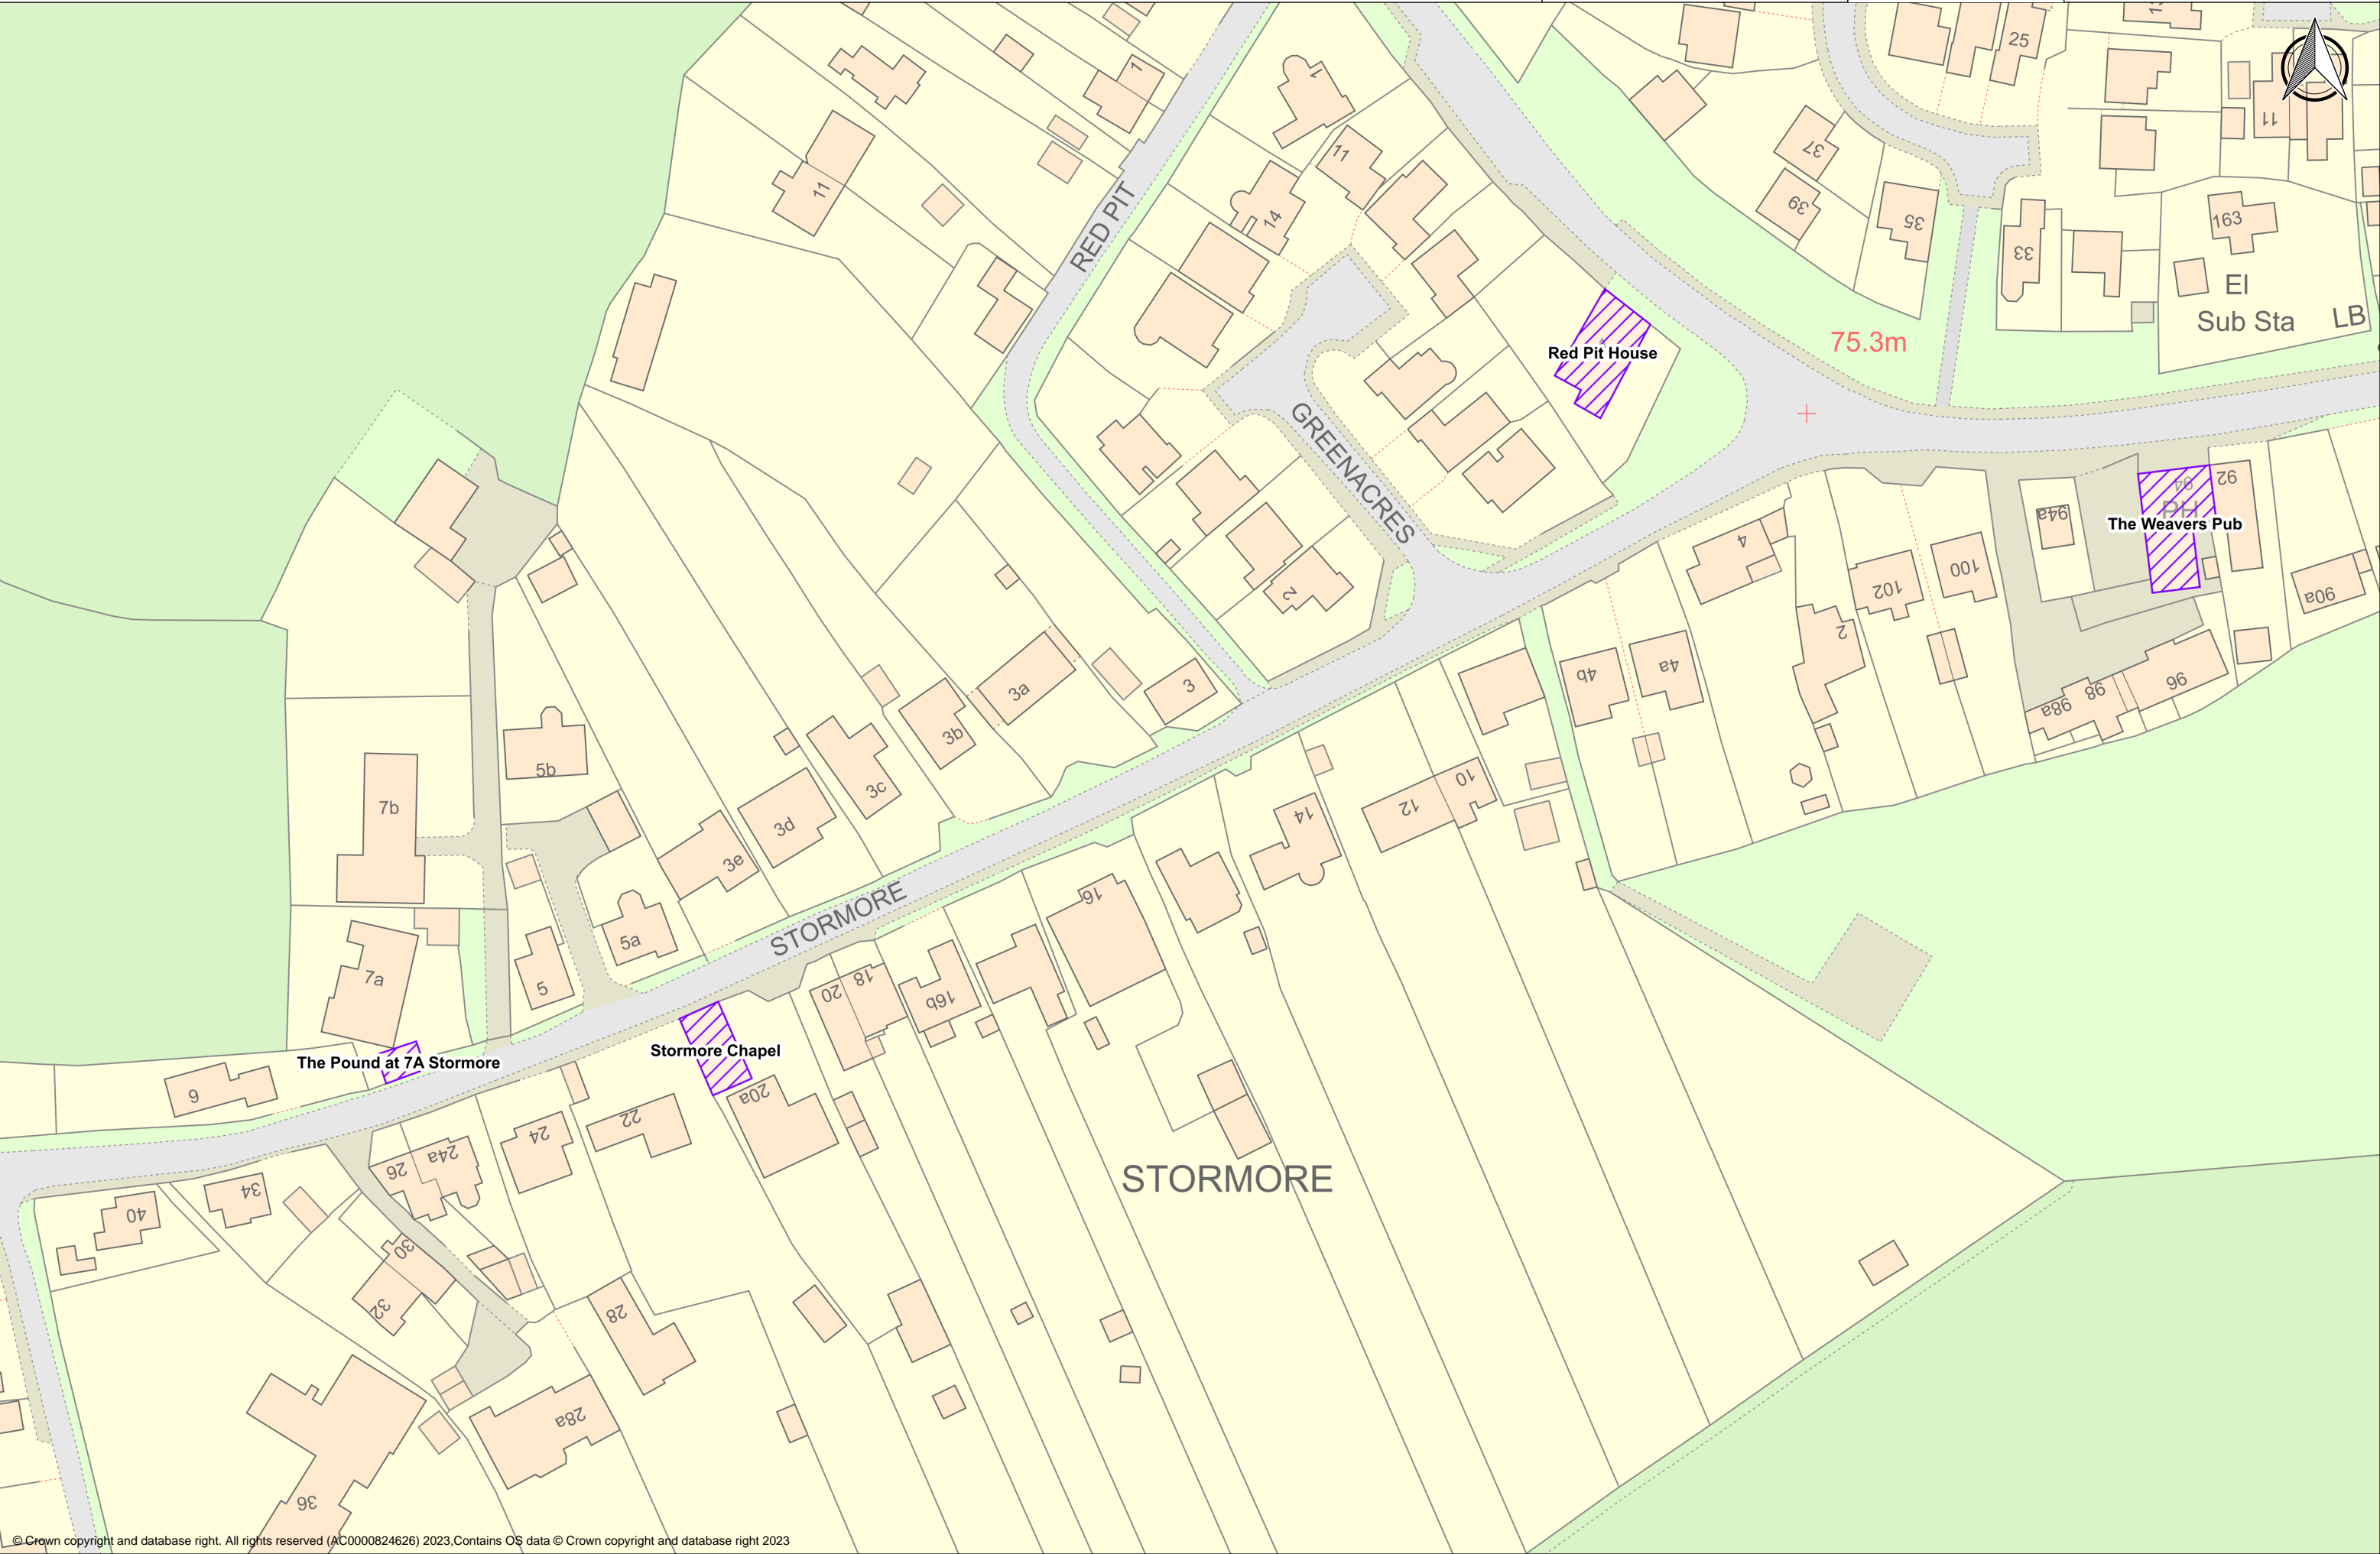 25
1
1
11
11
37
39
35
33
163
11
El
Sub Sta
LB
RED PIT
14
11
75.3m
Red Pit House
GREENACRES
2
92
94
PH
The Weavers Pub
94a
90a
4
102
100
2
4b
4a
96
98
98a
3
3a
3b
3c
3d
3e
5b
7b
10
12
14
16
STORMORE
5a
5
7a
18
20
16b
Stormore Chapel
The Pound at 7A Stormore
9
20a
22
24
24a
26
34
40
30
32
STORMORE
28
28a
36
© Crown copyright and database right. All rights reserved (AC0000824626) 2023,Contains OS data © Crown copyright and database right 2023